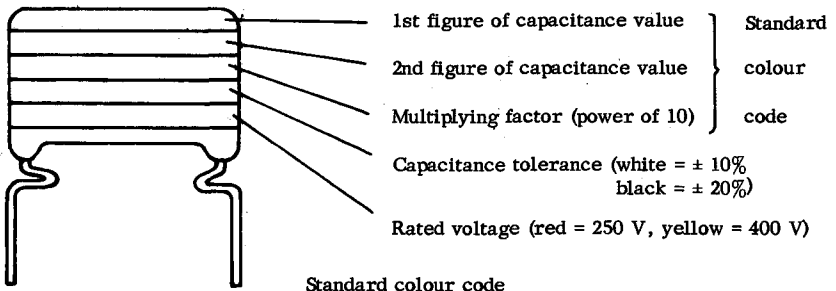 1st figure of capacitance value Standard
2nd figure of capacitance value colour
Multiplying factor (power of 10) code
Capacitance tolerance (white = ± 10%
black = ± 20%)
Rated voltage (red = 250 V, yellow = 400 V)
Standard colour code